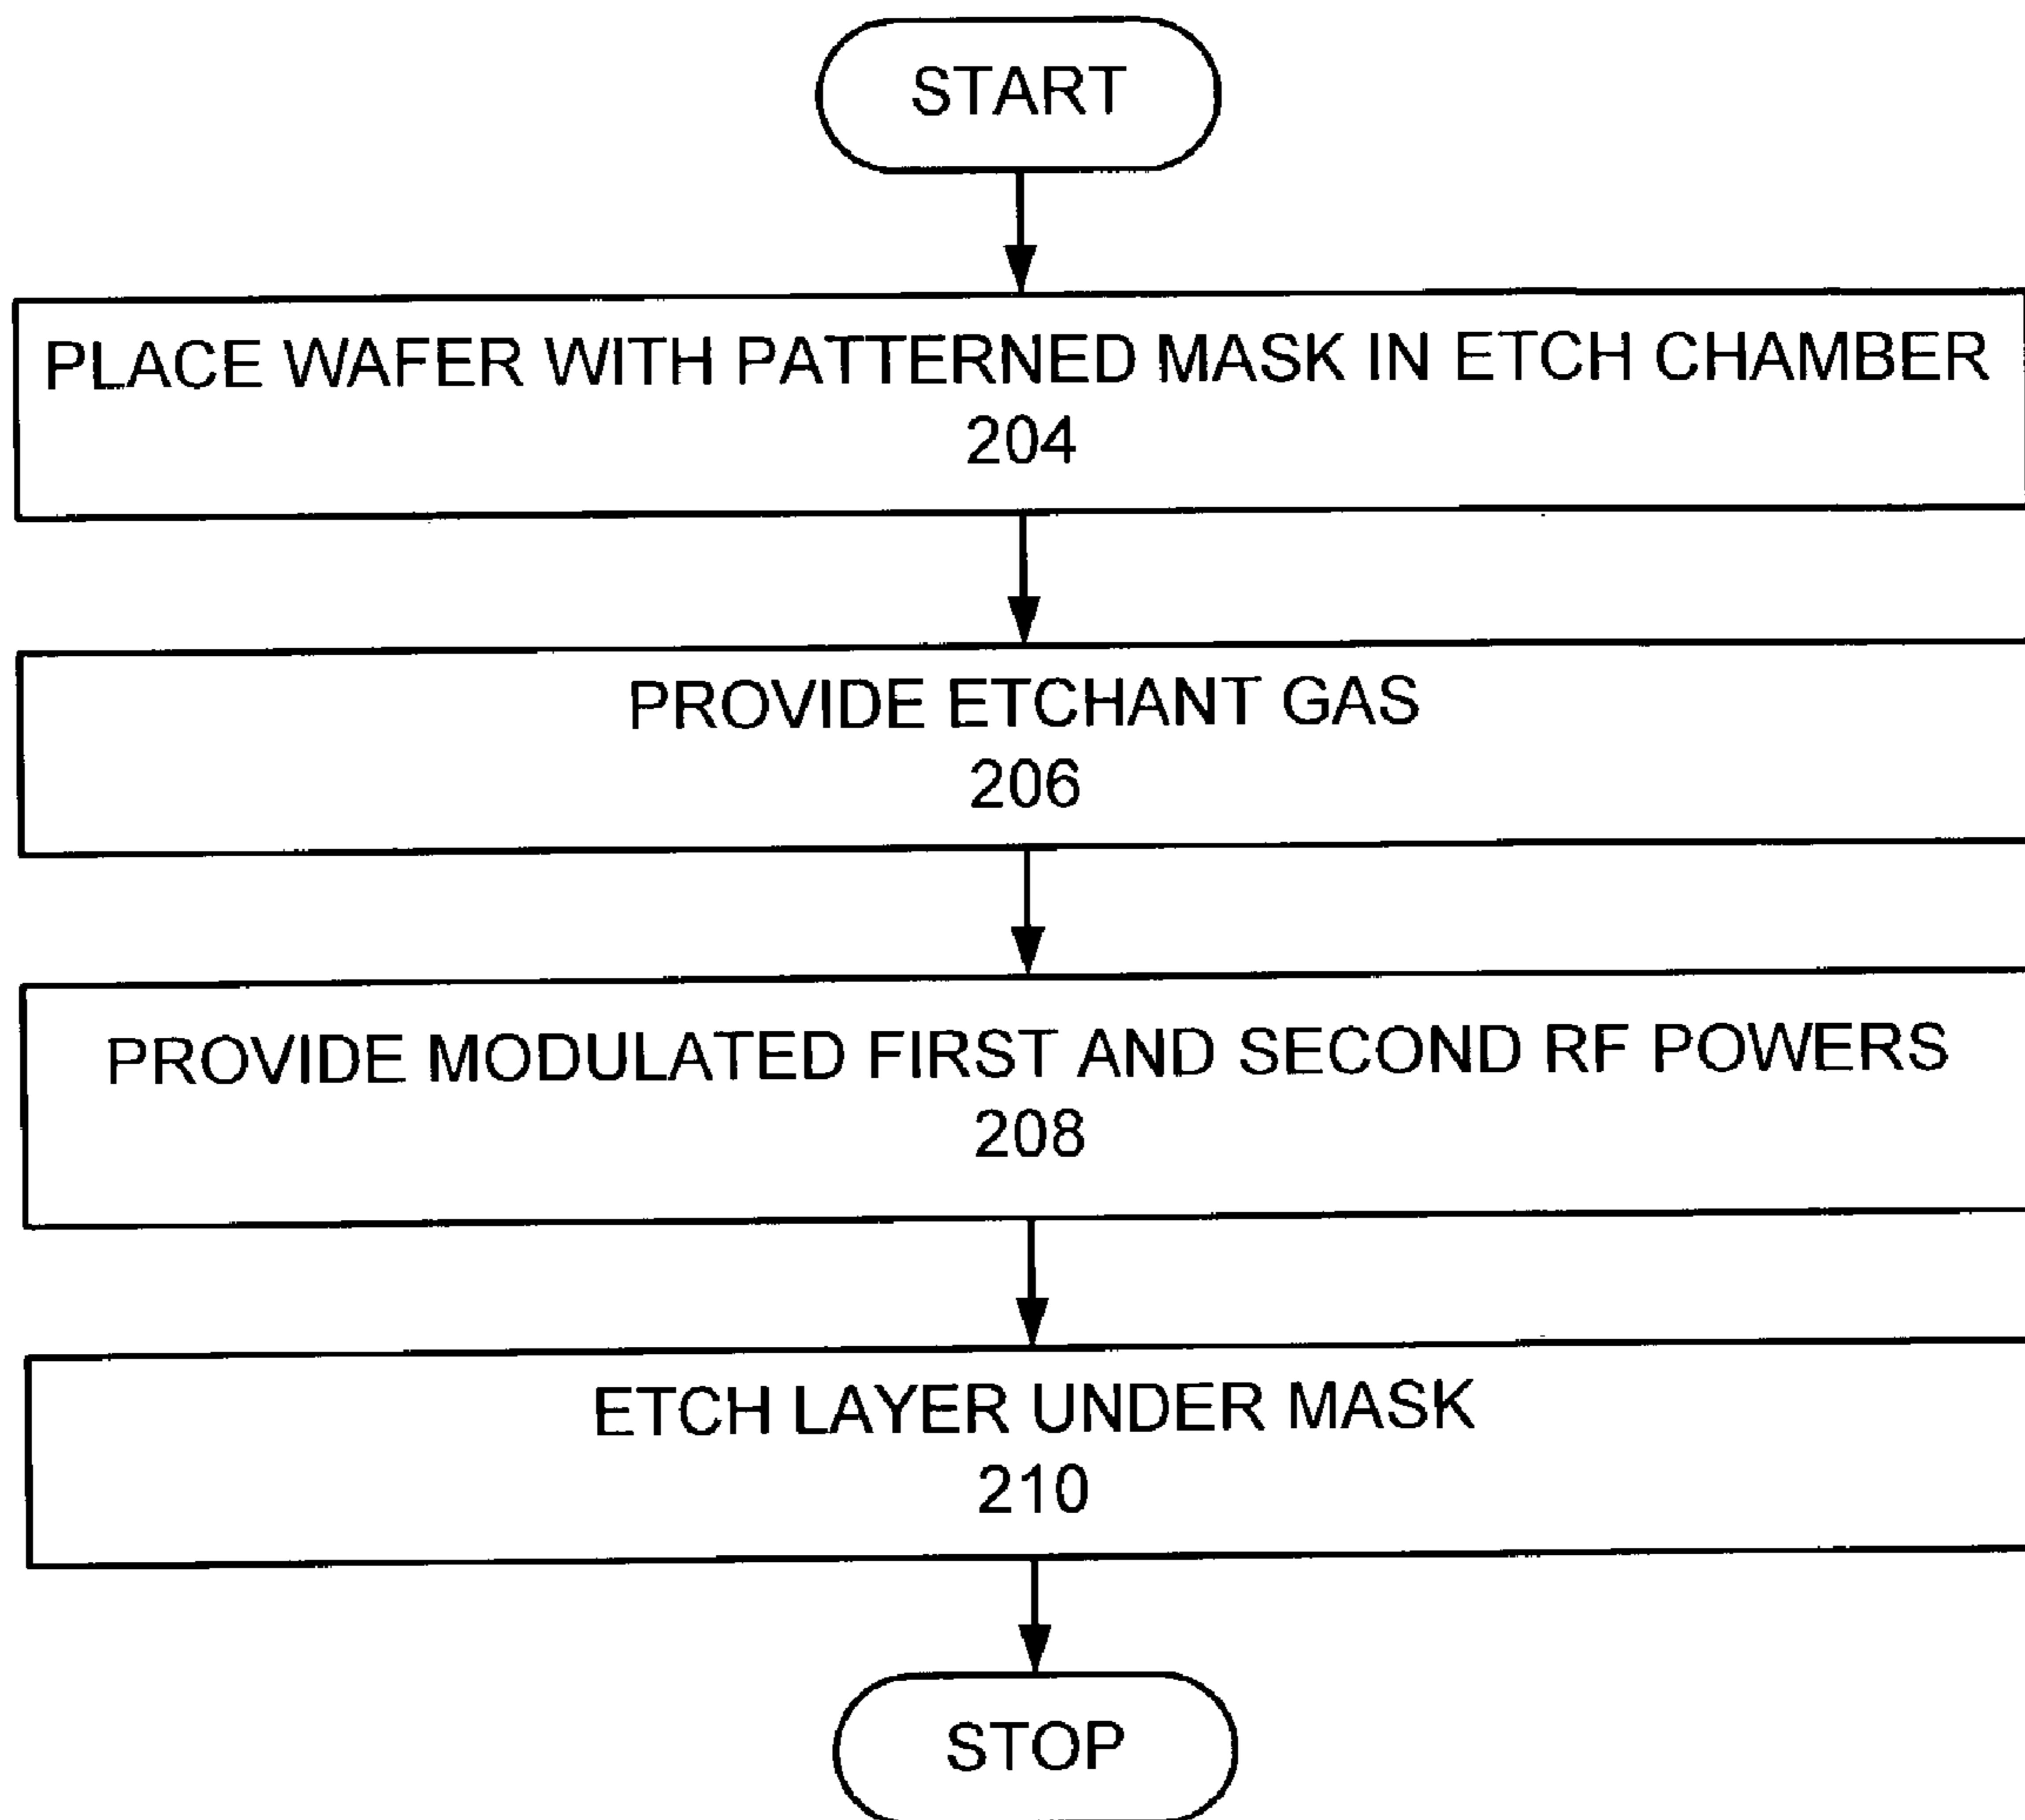 START
PLACE WAFER WITH PATTERNED MASK IN ETCH CHAMBER
204
PROVIDE ETCHANT GAS
206
PROVIDE MODULATED FIRST AND SECOND RF POWERS
208
ETCH LAYER UNDER MASK
210
STOP